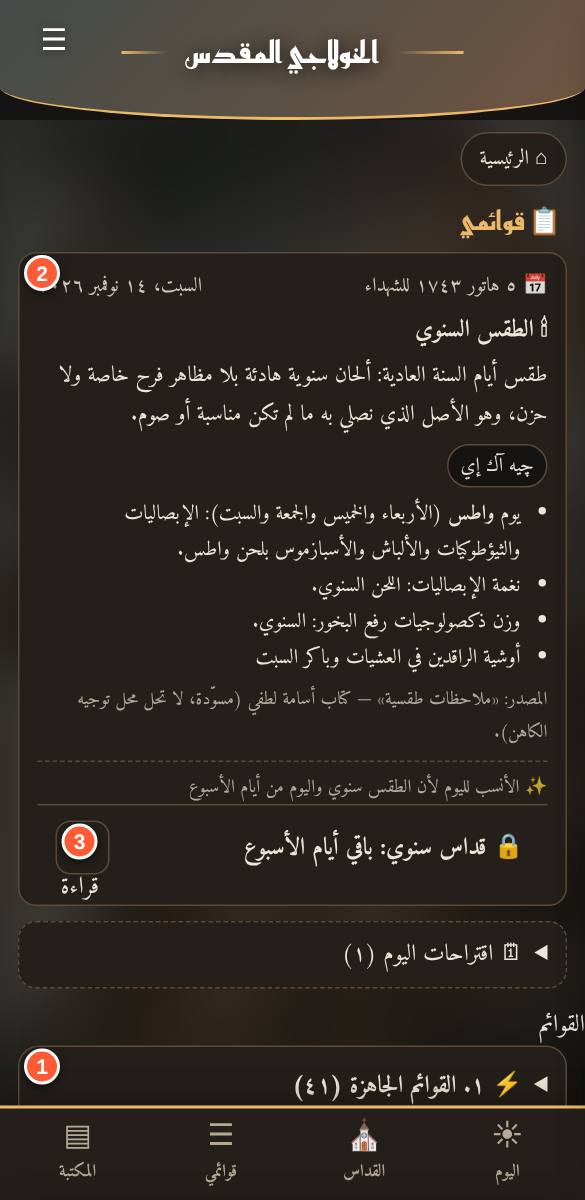 الخولاجي المقدس
الرئيسية
قوائمي
٥ هاتور ١٧٤٣ للشهداء
السبت، ١٤ نوفمبر
2
الطقس السنوي
طقس أيام السنة العادية: ألحان سنوية هادئة بلا مظاهر فرح خاصة ولا
حزن، وهو الأصل الذي نصلي به ما لم تكن مناسبة أو صوم.
چيه آك إي
يوم واطس (الأربعاء والخميس والجمعة والسبت): الإبصاليات
والثيؤطوكيات والألباش والأسبازموس بلحن واطس.
نغمة الإبصاليات: اللحن السنوي.
وزن ذكصولوجيات رفع البخور: السنوي.
أوشية الراقدين في العشيات وباكر السبت
المصدر: «ملاحظات طقسية» — كتاب أسامة لطفي (مسوّدة، لا تحل محل توجيه
الكاهن).
الأنسب لليوم لأن الطقس سنوي واليوم من أيام الأسبوع
قداس سنوي: باقي أيام الأسبوع
3
قراءة
اقتراحات اليوم (١)
القوائم
٠١ القوائم الجاهزة (٤١)
1
اليوم
القداس
قوائمي
المكتبة